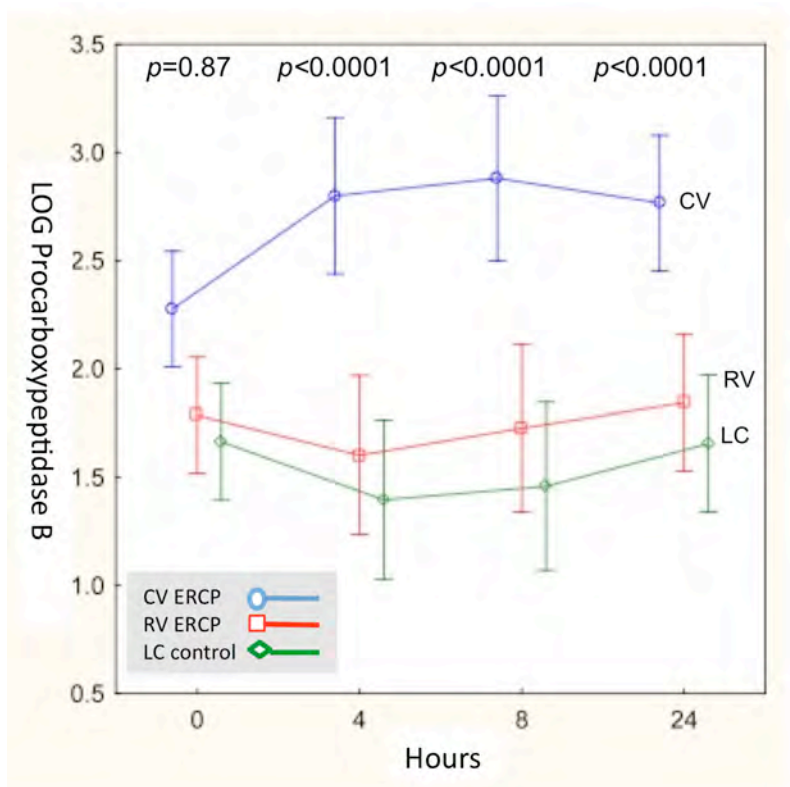 3.5
p=0.87 p<0.0001 p<0.0001 p<0.0001
3.0
CV
2.5
LOG Procarboxypeptidase B
2.0
RV
LC
1.5
1.0
CV ERCP
RV ERCP
LC control
0.5
0 4 8 24
Hours